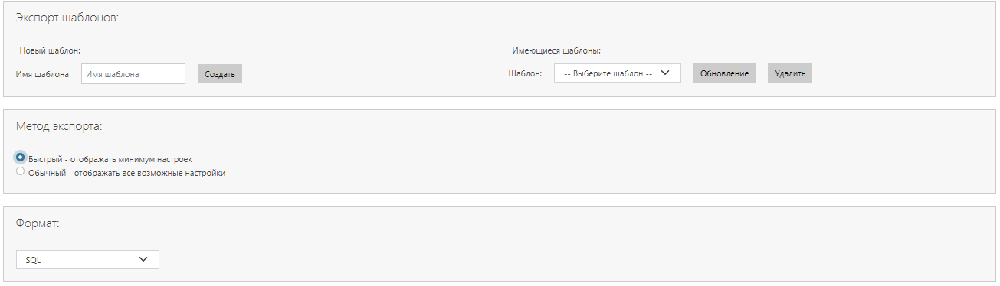 Экспорт шаблонов:
Новый шаблон:
Имя шаблона Имя шаблона Создать
Имеющиеся шаблоны:
Шаблон: -- Выберите шаблон -- Обновление Удалить
Метод экспорта:
Быстрый - отображать минимум настроек
Обычный - отображать все возможные настройки
Формат:
SQL